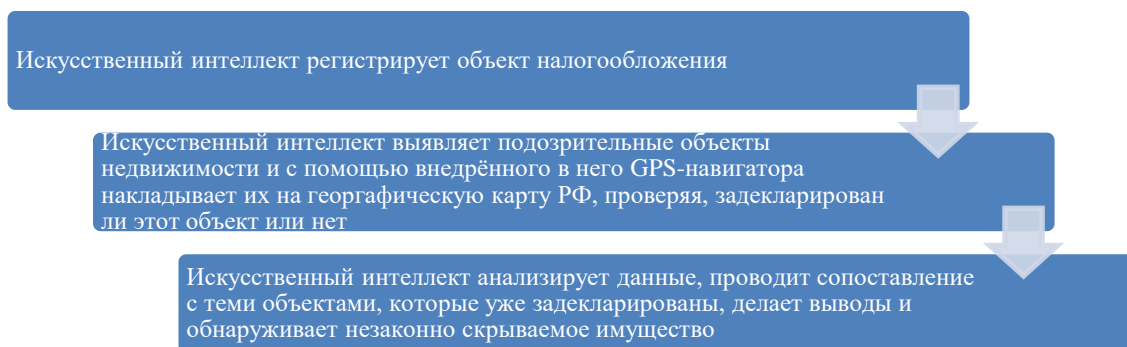 Искусственный интеллект регистрирует объект налогообложения
Искусственный интеллект выявляет подозрительные объекты
недвижимости и с помощью внедрённого в него GPS-навигатора
накладывает их на георгафическую карту РФ, проверяя, задекларирован
ли этот объект или нет
Искусственный интеллект анализирует данные, проводит сопоставление
с теми объектами, которые уже задекларированы, делает выводы и
обнаруживает незаконно скрываемое имущество